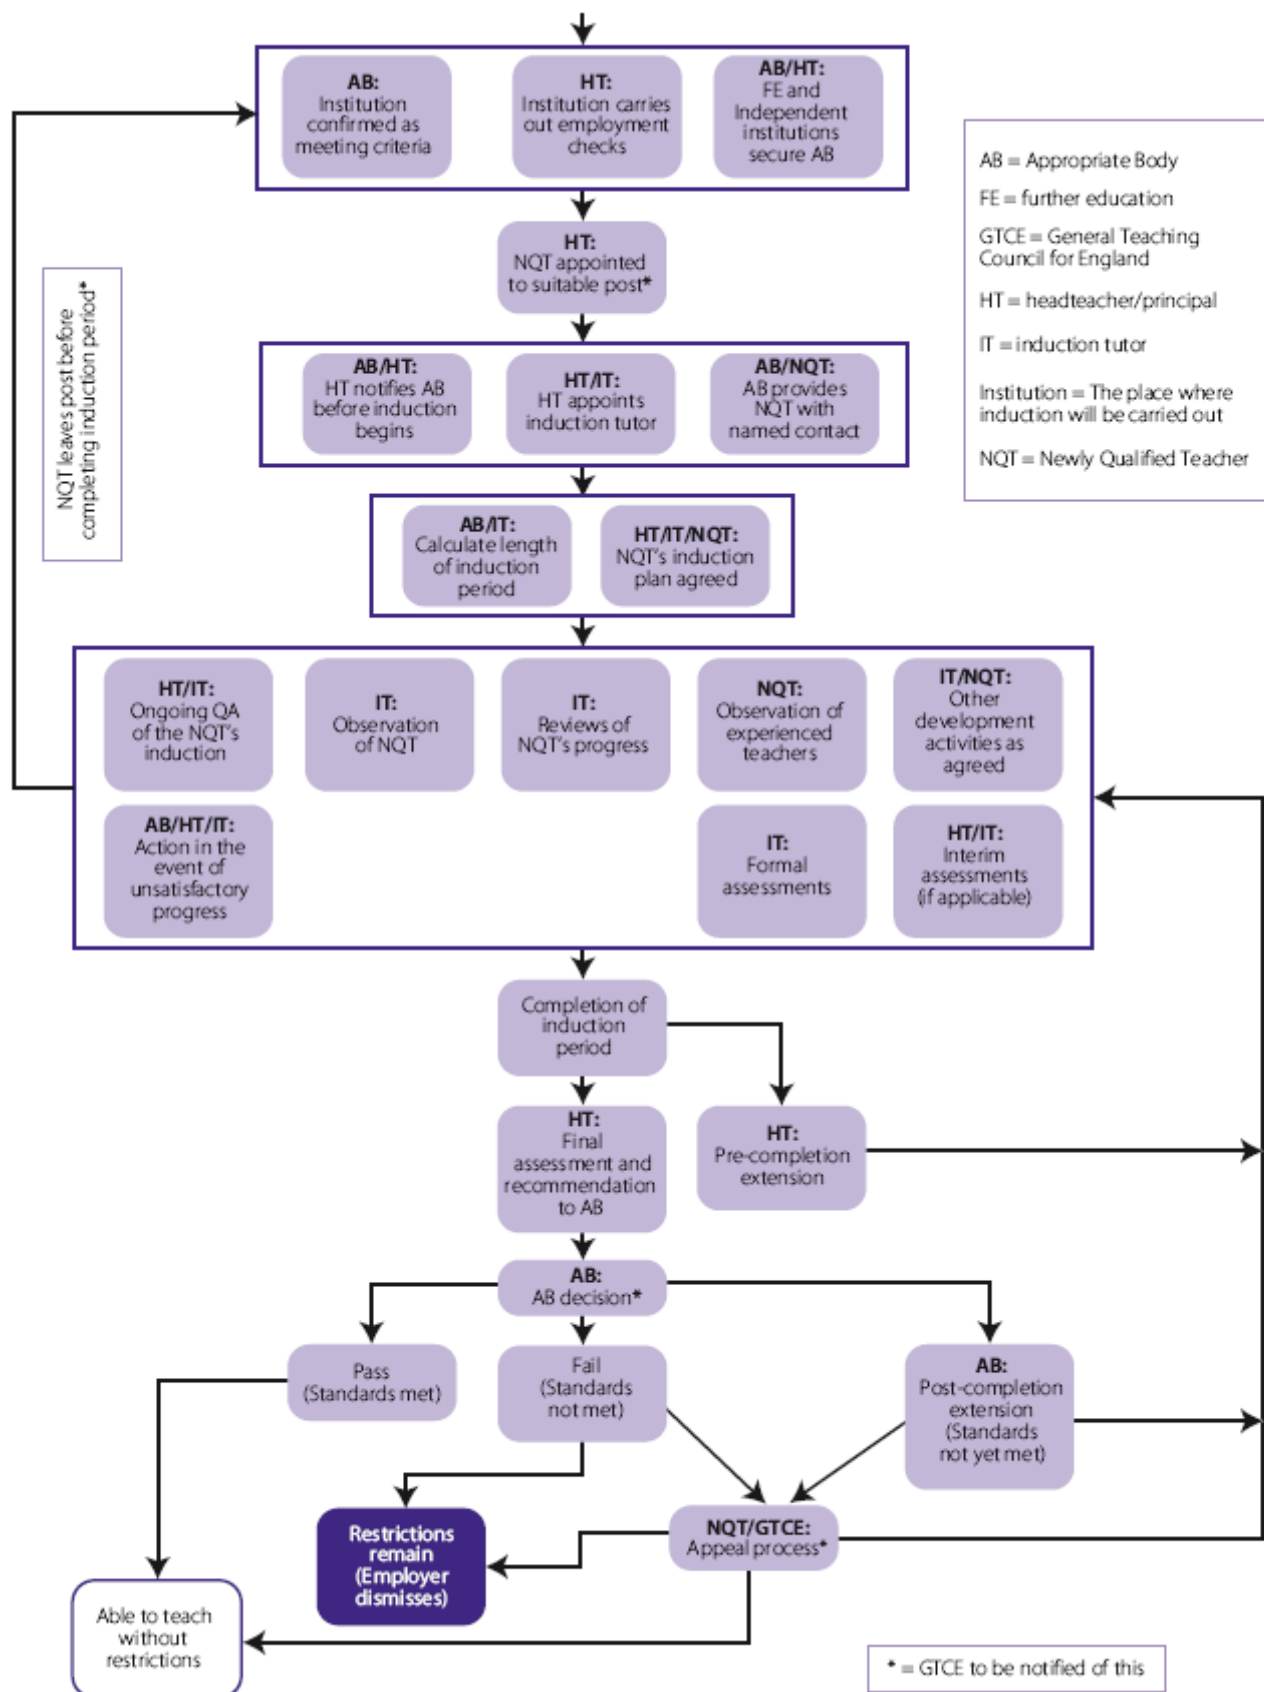 AB:
Institution
confirmed as
meeting criteria
HT:
Institution carries
out employment
checks
AB/HT:
FE and
Independent
institutions
secure AB
AB = Appropriate Body
FE = further education
GTCE = General Teaching
Council for England
HT = headteacher/principal
IT = induction tutor
Institution = The place where
induction will be carried out
NQT = Newly Qualified Teacher
HT:
NQT appointed
to suitable post*
NQT leaves post before
completing induction period*
AB/HT:
HT notifies AB
before induction
begins
HT/IT:
HT appoints
induction tutor
AB/NQT:
AB provides
NQT with
named contact
AB/IT:
Calculate length
of induction
period
HT/IT/NQT:
NQT's induction
plan agreed
HT/IT:
Ongoing QA
of the NQT's
induction
IT:
Observation
of NQT
IT:
Reviews of
NQT's progress
NQT:
Observation of
experienced
teachers
IT/NQT:
Other
development
activities as
agreed
AB/HT/IT:
Action in the
event of
unsatisfactory
progress
IT:
Formal
assessments
HT/IT:
Interim
assessments
(if applicable)
Completion of
induction
period
HT:
Final
assessment and
recommendation
to AB
HT:
Pre-completion
extension
AB:
AB decision*
Pass
(Standards met)
Fail
(Standards
not met)
AB:
Post-completion
extension
(Standards
not yet met)
Restrictions
remain
(Employer
dismisses)
NQT/GTCE:
Appeal process*
Able to teach
without
restrictions
* = GTCE to be notified of this